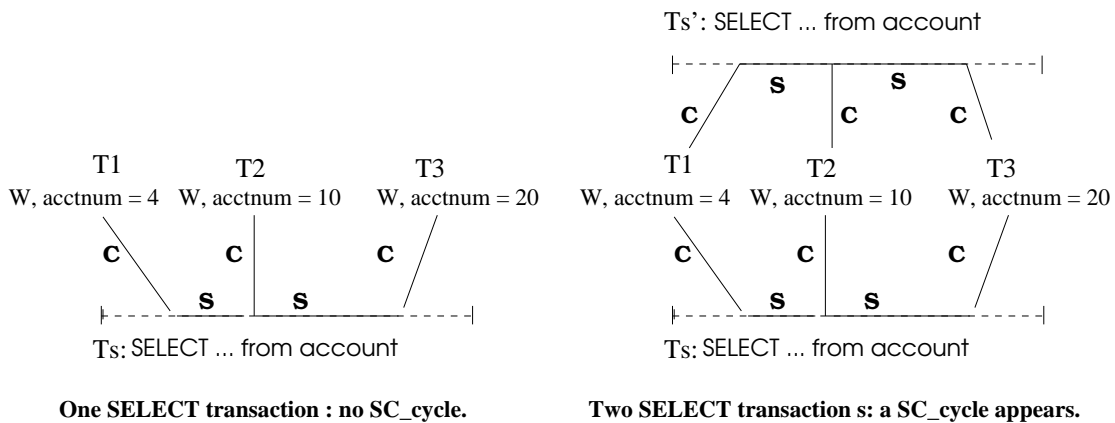 Ts': SELECT ... from account
S S
C C C
T1 T2 T3
W, acctnum = 4 W, acctnum = 10 W, acctnum = 20
C C C
S S
Ts: SELECT ... from account
One SELECT transaction : no SC_cycle.
T1 T2 T3
W, acctnum = 4 W, acctnum = 10 W, acctnum = 20
C C C
S S
Ts: SELECT ... from account
Two SELECT transaction s: a SC_cycle appears.